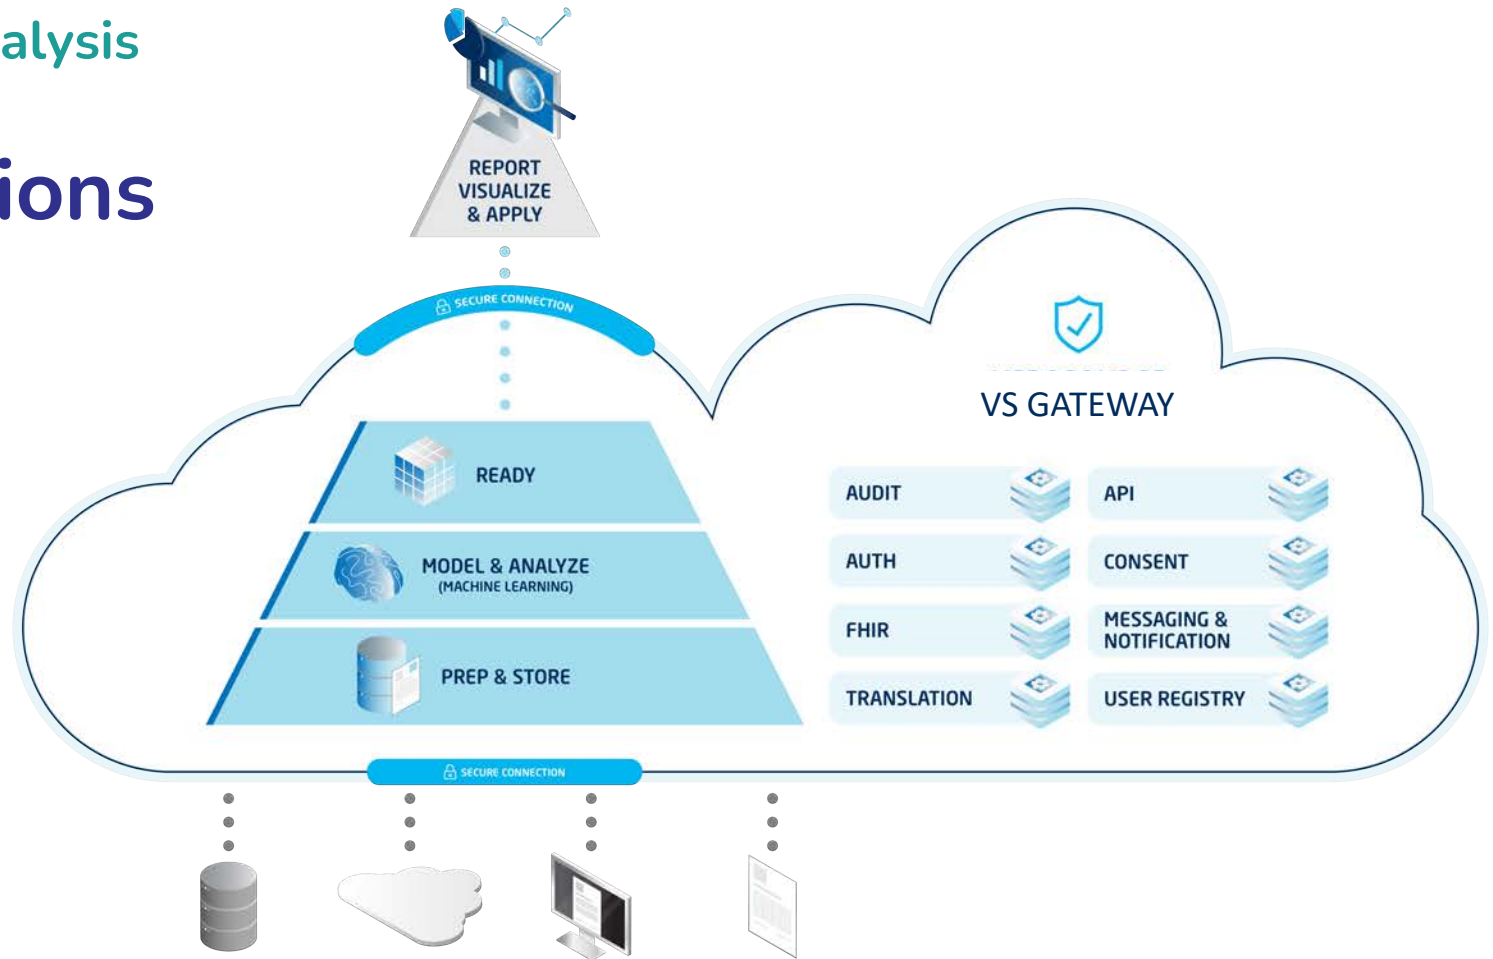 alysis
ions
REPORT
VISUALIZE
& APPLY
SECURE CONNECTION
VS GATEWAY
READY
MODEL & ANALYZE
(MACHINE LEARNING)
PREP & STORE
AUDIT
API
AUTH
CONSENT
FHIR
MESSAGING &
NOTIFICATION
TRANSLATION
USER REGISTRY
SECURE CONNECTION